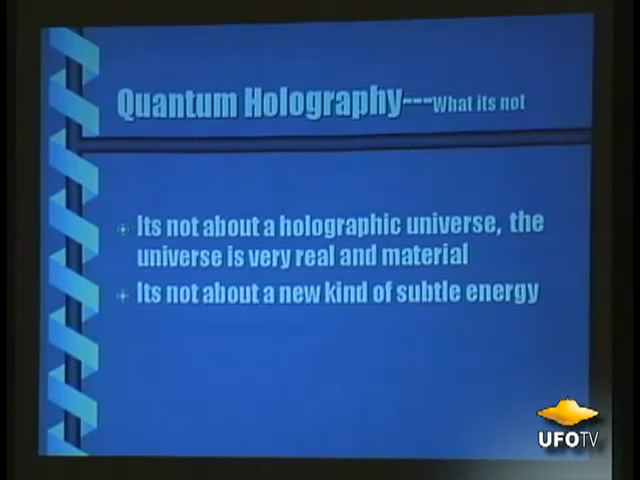 Quantum Holography---What its not
Its not about a holographic universe, the
universe is very real and material
Its not about a new kind of subtle energy
UFOTV